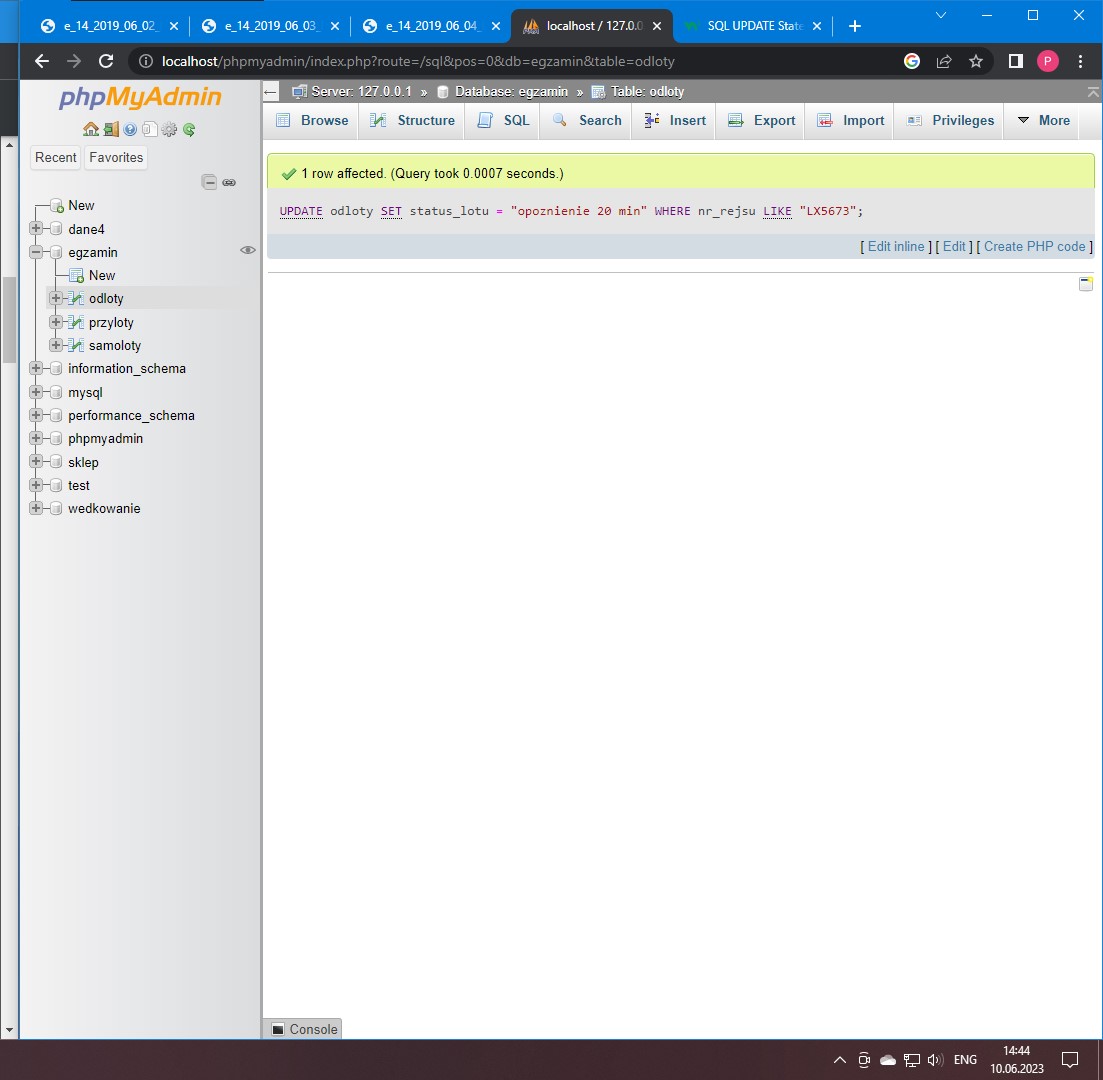 e_14_2019_06_02_
e_14_2019_06_03_
e_14_2019_06_04_
localhost / 127.0.0
SQL UPDATE State
localhost/phpmyadmin/index.php?route=/sql&pos=0&db=egzamin&table=odloty
P
phpMyAdmin
Recent
Favorites
New
dane4
egzamin
New
odloty
przyloty
samoloty
information_schema
mysql
performance_schema
phpmyadmin
sklep
test
wedkowanie
Server: 127.0.0.1 » Database: egzamin » Table: odloty
Browse Structure SQL Search Insert Export Import Privileges More
1 row affected. (Query took 0.0007 seconds.)
UPDATE odloty SET status_lotu = "opoznienie 20 min" WHERE nr_rejsu LIKE "LX5673";
[ Edit inline ] [ Edit ] [ Create PHP code ]
Console
ENG
14:44
10.06.2023